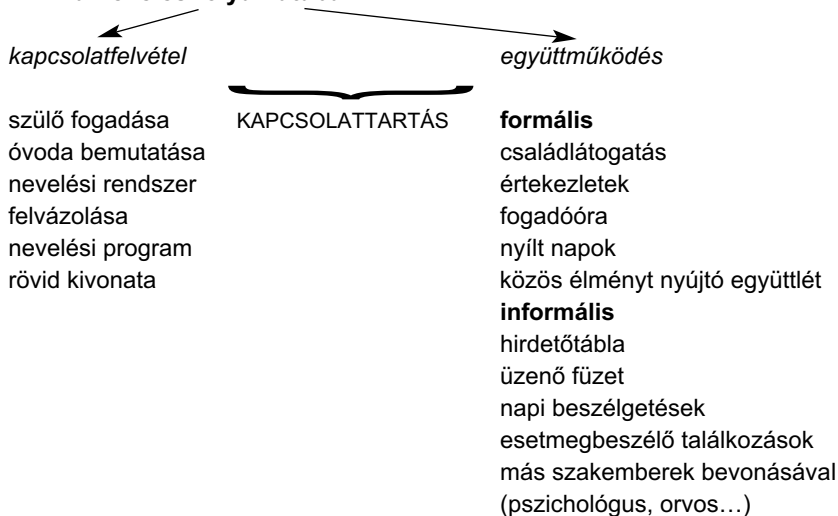 kapcsolatfelvétel
együttműködés
szülő fogadása
óvoda bemutatása
nevelési rendszer
felvázolása
nevelési program
rövid kivonata
KAPCSOLATTARTÁS
formális
családlátogatás
értekezletek
fogadóóra
nyílt napok
közös élményt nyújtó együttlét
informális
hirdetőtábla
üzenő füzet
napi beszélgetések
esetmegbeszélő találkozások
más szakemberek bevonásával
(pszichológus, orvos…)